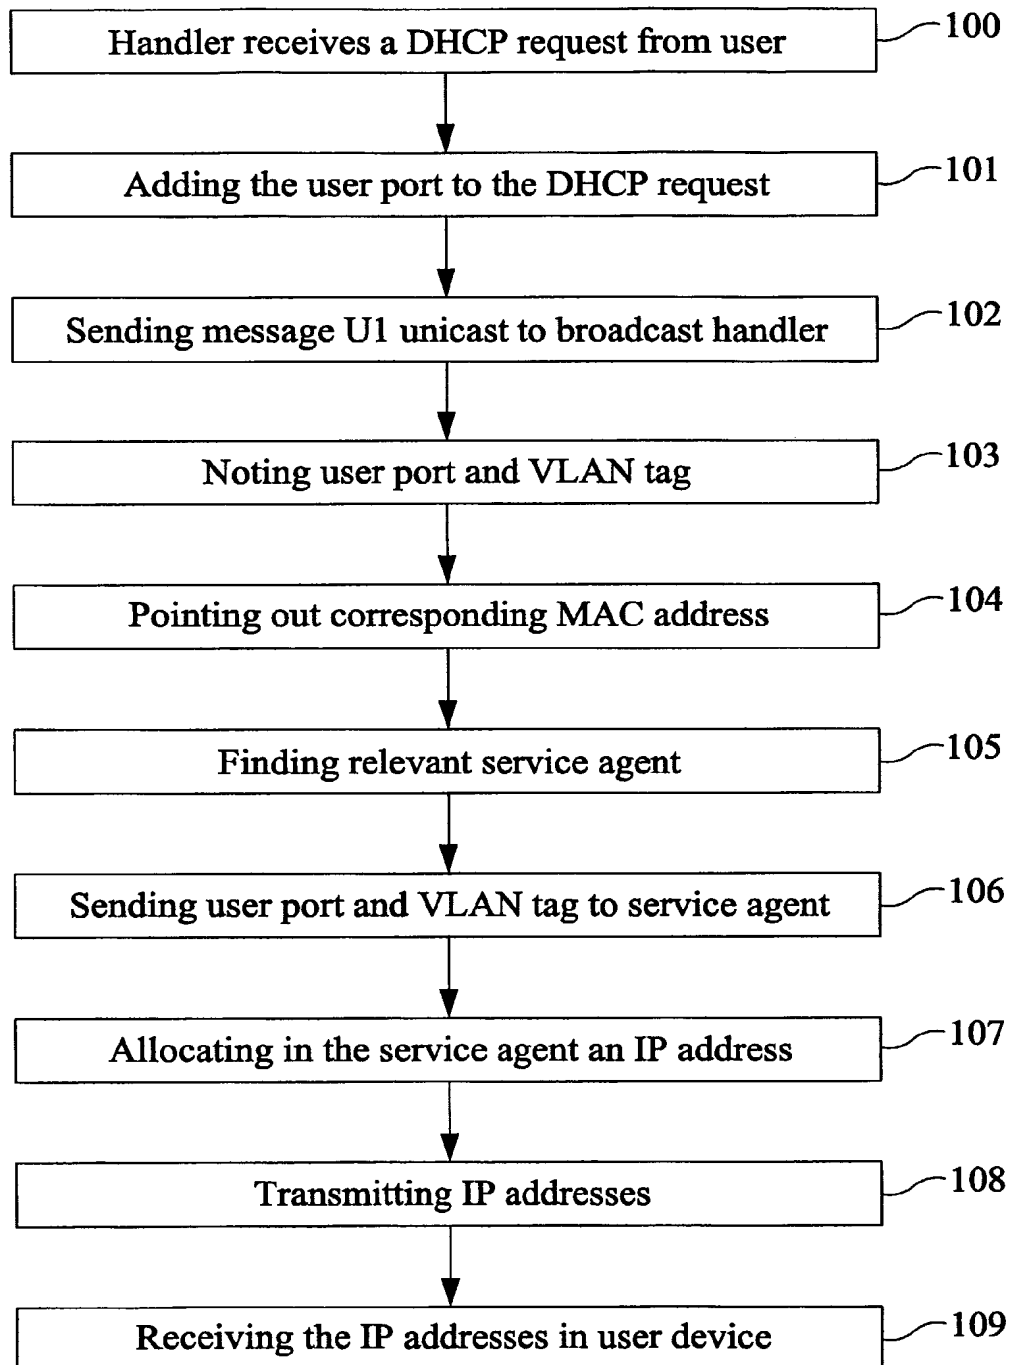 Handler receives a DHCP request from user 100
Adding the user port to the DHCP request 101
Sending message U1 unicast to broadcast handler 102
Noting user port and VLAN tag 103
Pointing out corresponding MAC address 104
Finding relevant service agent 105
Sending user port and VLAN tag to service agent 106
Allocating in the service agent an IP address 107
Transmitting IP addresses 108
Receiving the IP addresses in user device 109